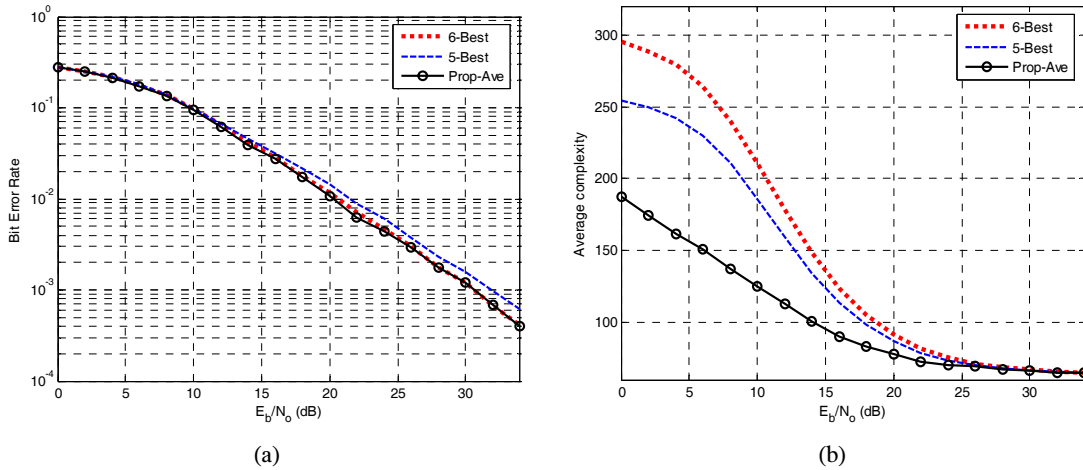 10^0
10^-1
10^-2
10^-3
10^-4
0 5 10 15 20 25 30
E_b/N_o (dB)
Bit Error Rate
6-Best
5-Best
Prop-Ave
(a)
300
250
200
150
100
0 5 10 15 20 25 30
E_b/N_o (dB)
Average complexity
6-Best
5-Best
Prop-Ave
(b)